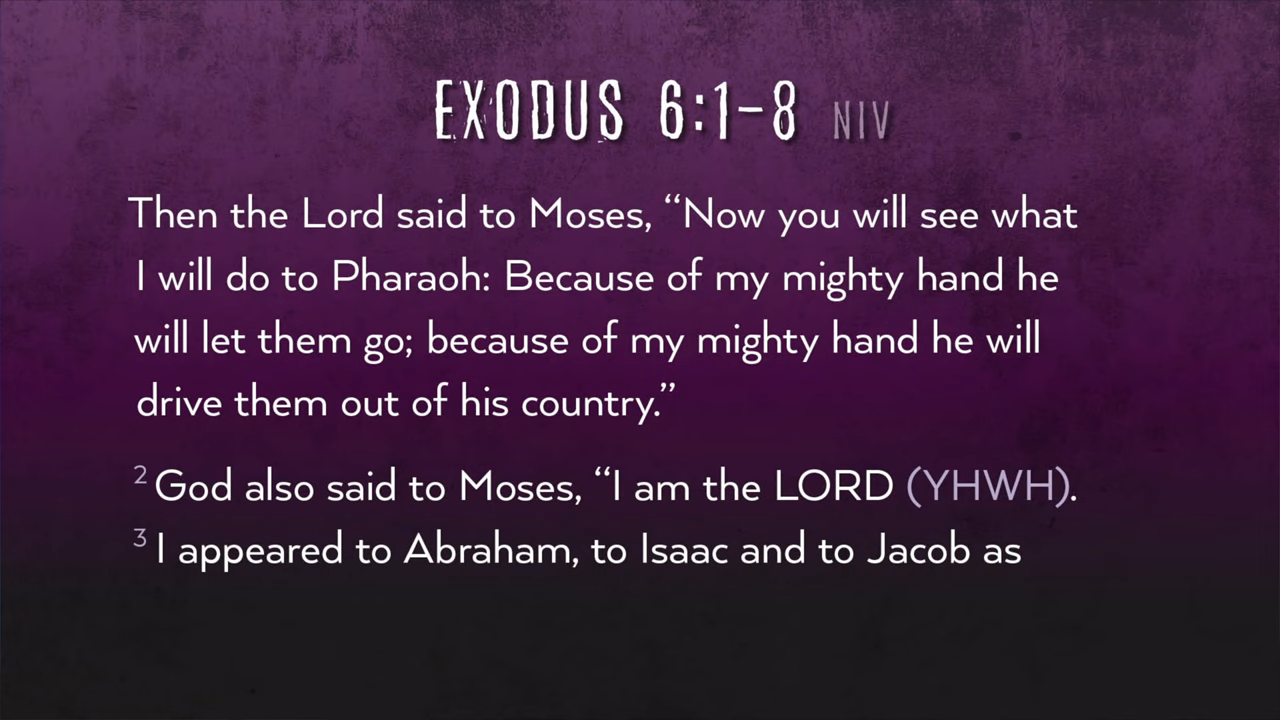 EXODUS 6:1–8 NIV
Then the Lord said to Moses, “Now you will see what
I will do to Pharaoh: Because of my mighty hand he
will let them go; because of my mighty hand he will
drive them out of his country.”
2 God also said to Moses, “I am the LORD (YHWH).
3 I appeared to Abraham, to Isaac and to Jacob as